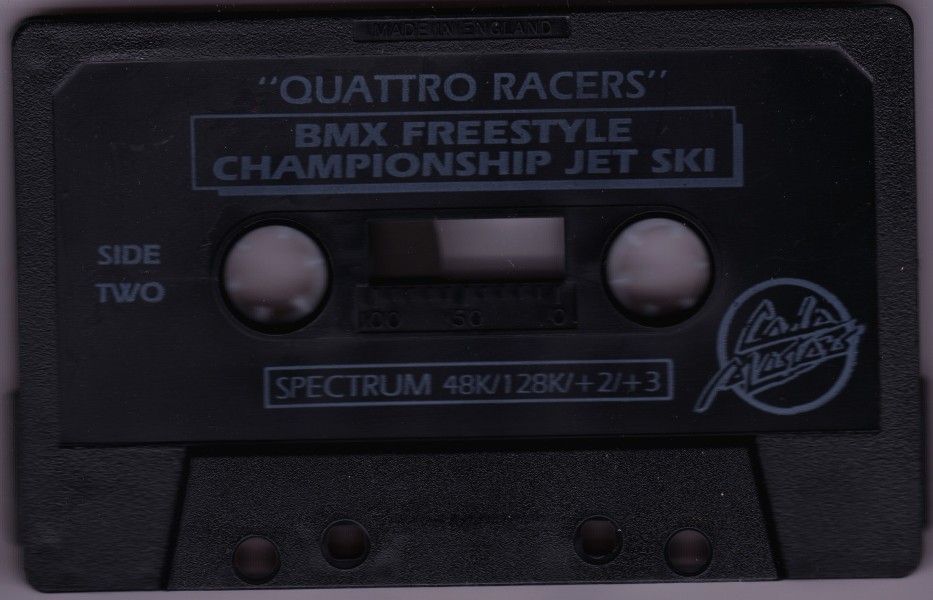 MADE IN ENGLAND
“QUATTRO RACERS”
BMX FREESTYLE
CHAMPIONSHIP JET SKI
SIDE
TWO
100 50 0
SPECTRUM 48K/128K/+2/+3
Code
Masters